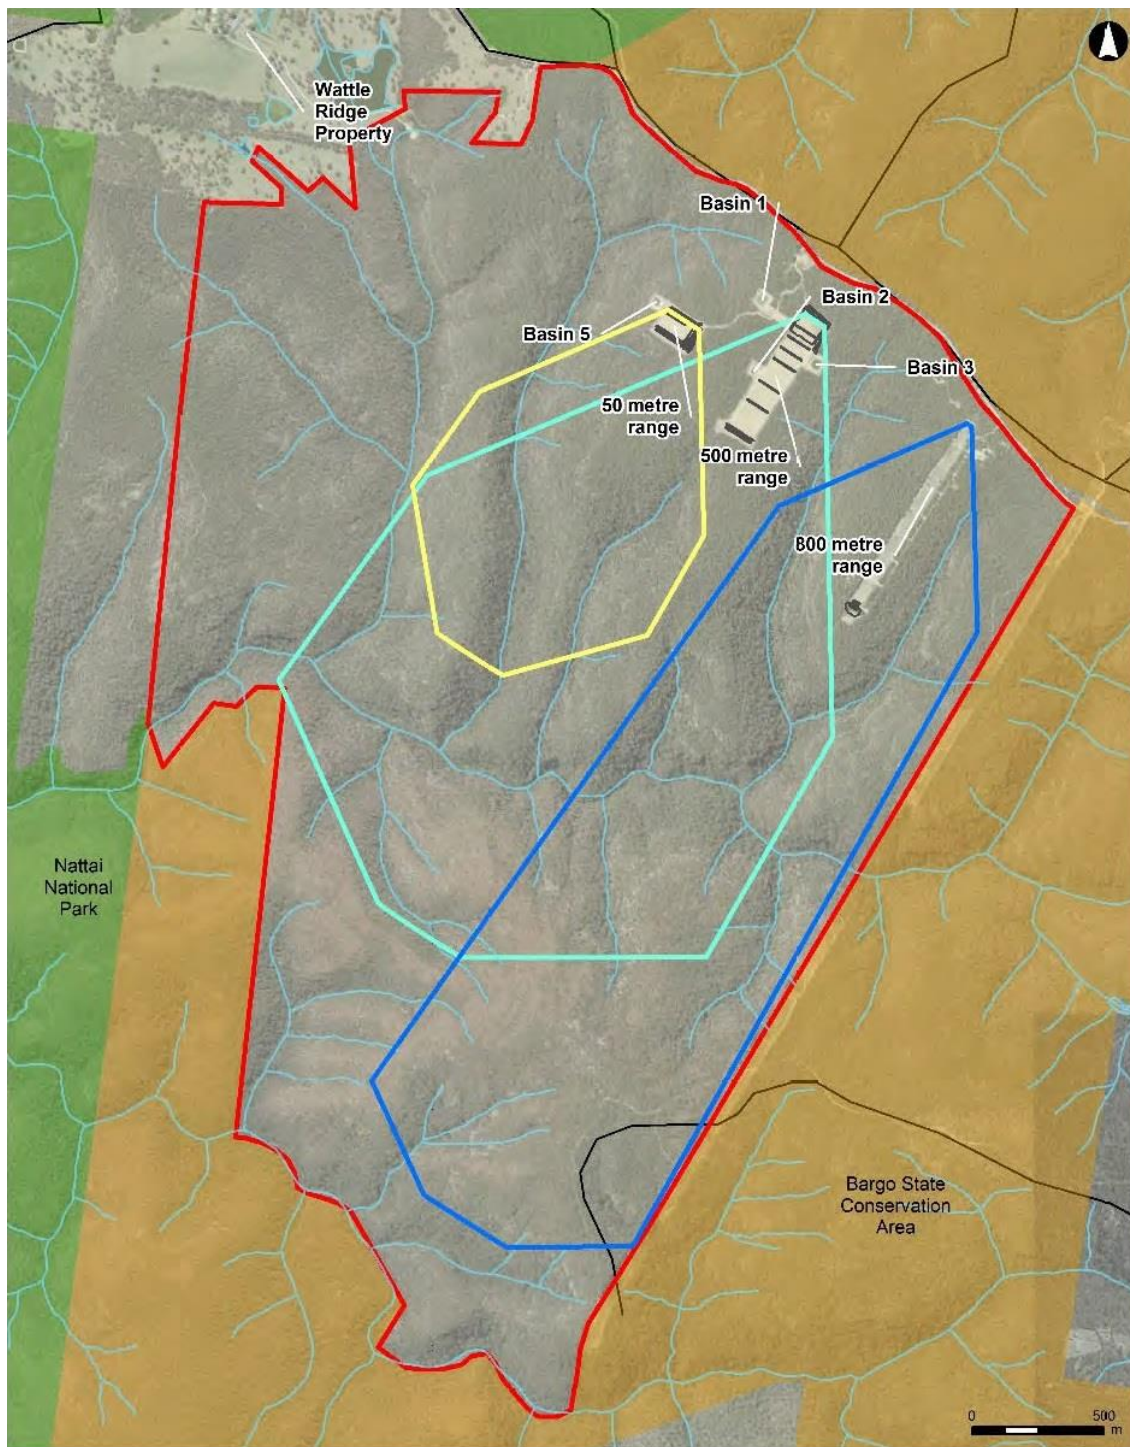 Wattle
Ridge
Property
Basin 1
Basin 2
Basin 5
Basin 3
50 metre
range
500 metre
range
800 metre
range
Nattai
National
Park
Bargo State
Conservation
Area
0 500
m